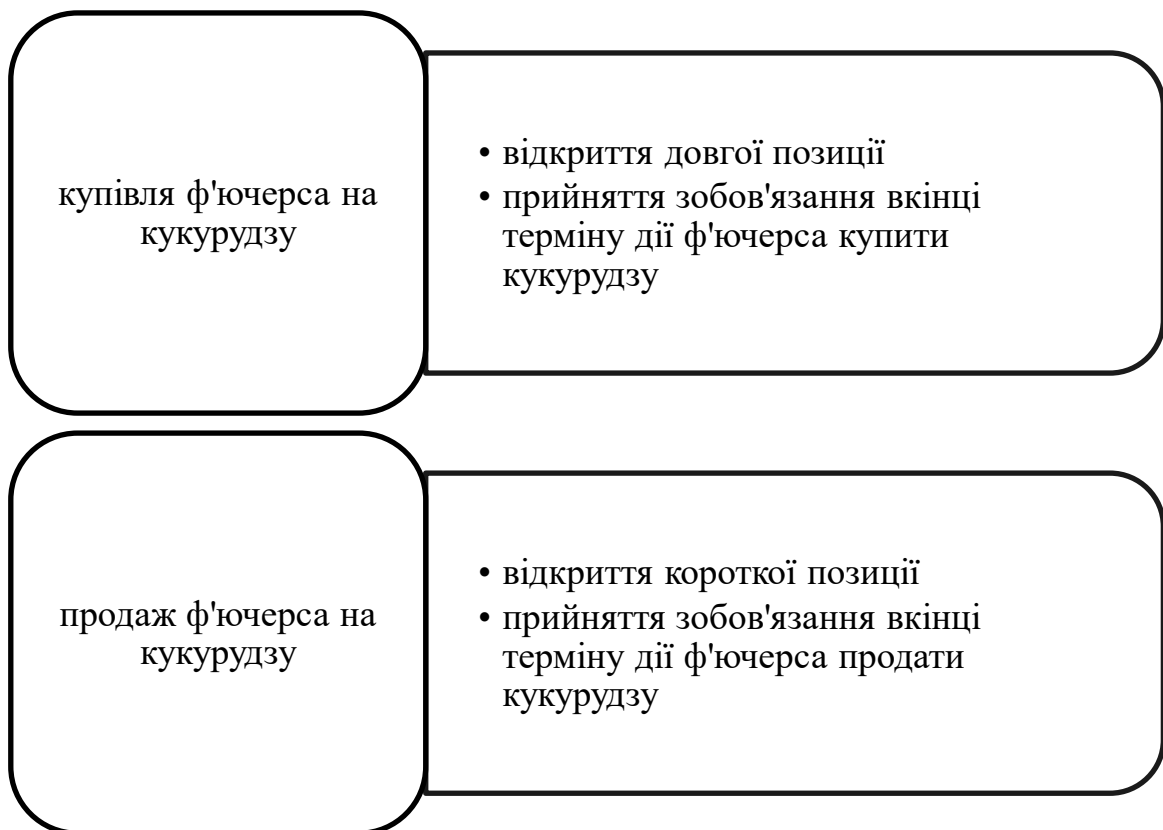 купівля ф'ючерса на
кукурудзу
• відкриття довгої позиції
• прийняття зобов'язання вкінці
терміну дії ф'ючерса купити
кукурудзу
продаж ф'ючерса на
кукурудзу
• відкриття короткої позиції
• прийняття зобов'язання вкінці
терміну дії ф'ючерса продати
кукурудзу